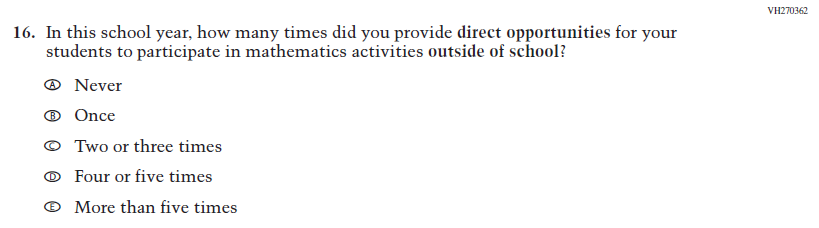 VH270362
16. In this school year, how many times did you provide direct opportunities for your
students to participate in mathematics activities outside of school?
A Never
B Once
C Two or three times
D Four or five times
E More than five times